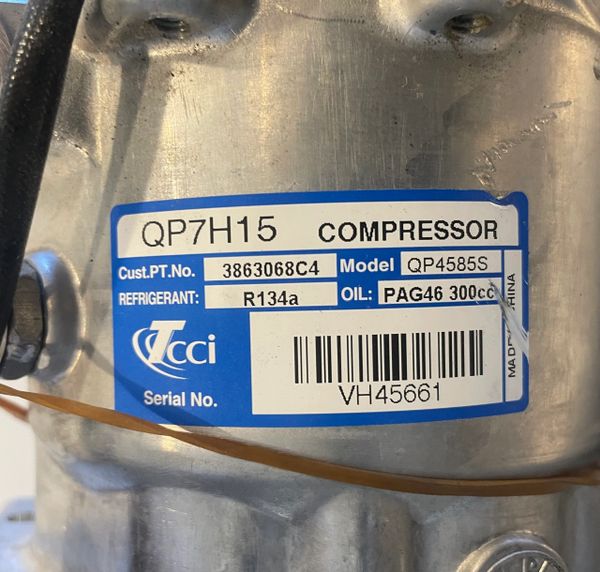 QP7H15 COMPRESSOR
Cust.PT.No. 3863068C4 Model QP4585S
REFRIGERANT: R134a OIL: PAG46 300cc
Tcci
Serial No. VH45661